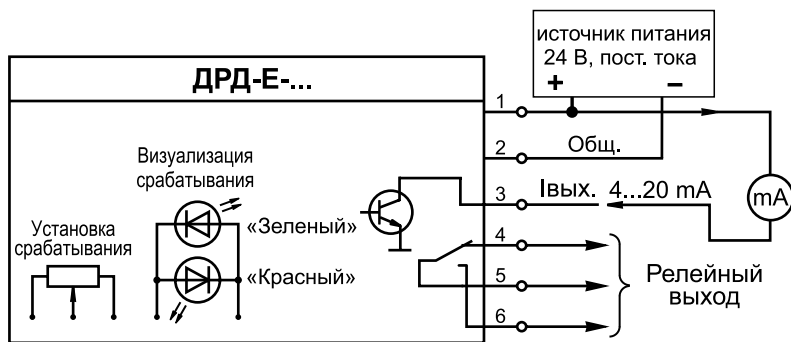 источник питания
24 В, пост. тока
+ –
ДРД-Е-...
1
2
Общ.
Визуализация
срабатывания
3
Iвых. 4...20 mA
mA
Установка
срабатывания
«Зеленый»
«Красный»
4
5
6
Релейный
выход